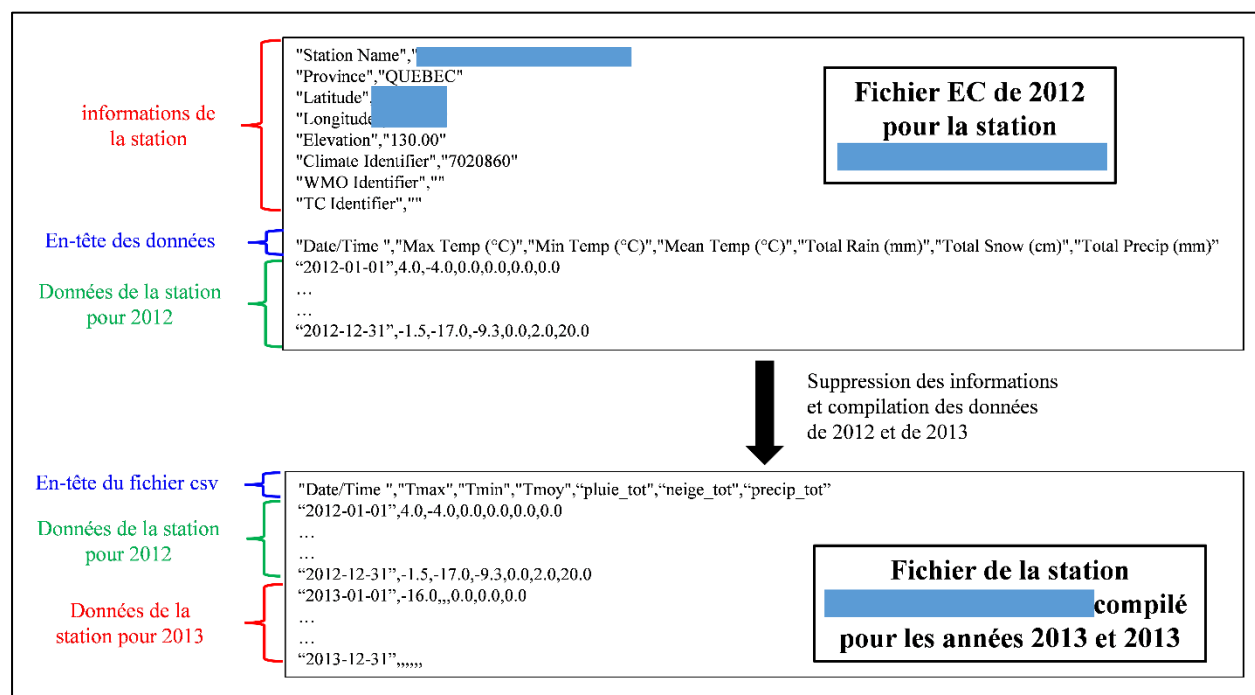 informations de
la station
"Station Name","
"Province","QUEBEC"
"Latitude"
"Longitude
"Elevation","130.00"
"Climate Identifier","7020860"
"WMO Identifier",""
"TC Identifier",""
Fichier EC de 2012
pour la station
En-tête des données
"Date/Time ","Max Temp (°C)","Min Temp (°C)","Mean Temp (°C)","Total Rain (mm)","Total Snow (cm)","Total Precip (mm)”
Données de la station
pour 2012
“2012-01-01”,4.0,-4.0,0.0,0.0,0.0,0.0
…
…
“2012-12-31”,-1.5,-17.0,-9.3,0.0,2.0,20.0
Suppression des informations
et compilation des données
de 2012 et de 2013
En-tête du fichier csv
"Date/Time ","Tmax","Tmin","Tmoy",“pluie_tot",“neige_tot",“precip_tot”
Données de la station
pour 2012
“2012-01-01”,4.0,-4.0,0.0,0.0,0.0,0.0
…
…
“2012-12-31”,-1.5,-17.0,-9.3,0.0,2.0,20.0
Données de la
station pour 2013
“2013-01-01”,-16.0,,,0.0,0.0,0.0
…
…
“2013-12-31”,,,,,,
Fichier de la station
compilé
pour les années 2013 et 2013